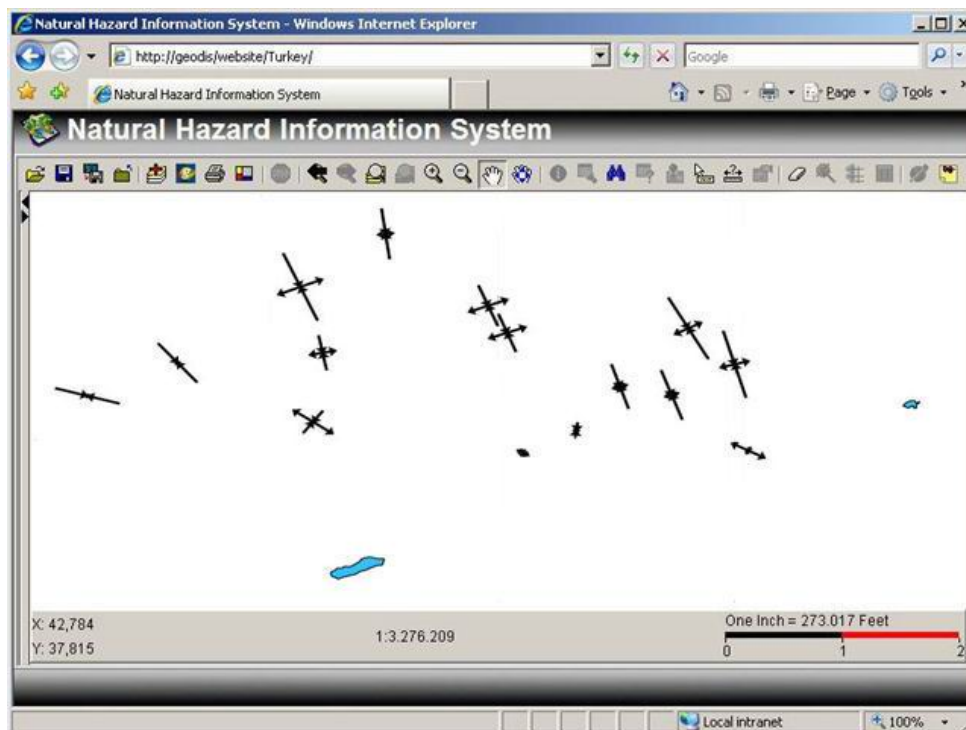 Natural Hazard Information System - Windows Internet Explorer
http://geodis/website/Turkey/
Google
Natural Hazard Information System
Page
Tools
Natural Hazard Information System
X: 42,784
Y: 37,815
1:3.276.209
One Inch = 273.017 Feet
0 1 2
Local intranet
100%